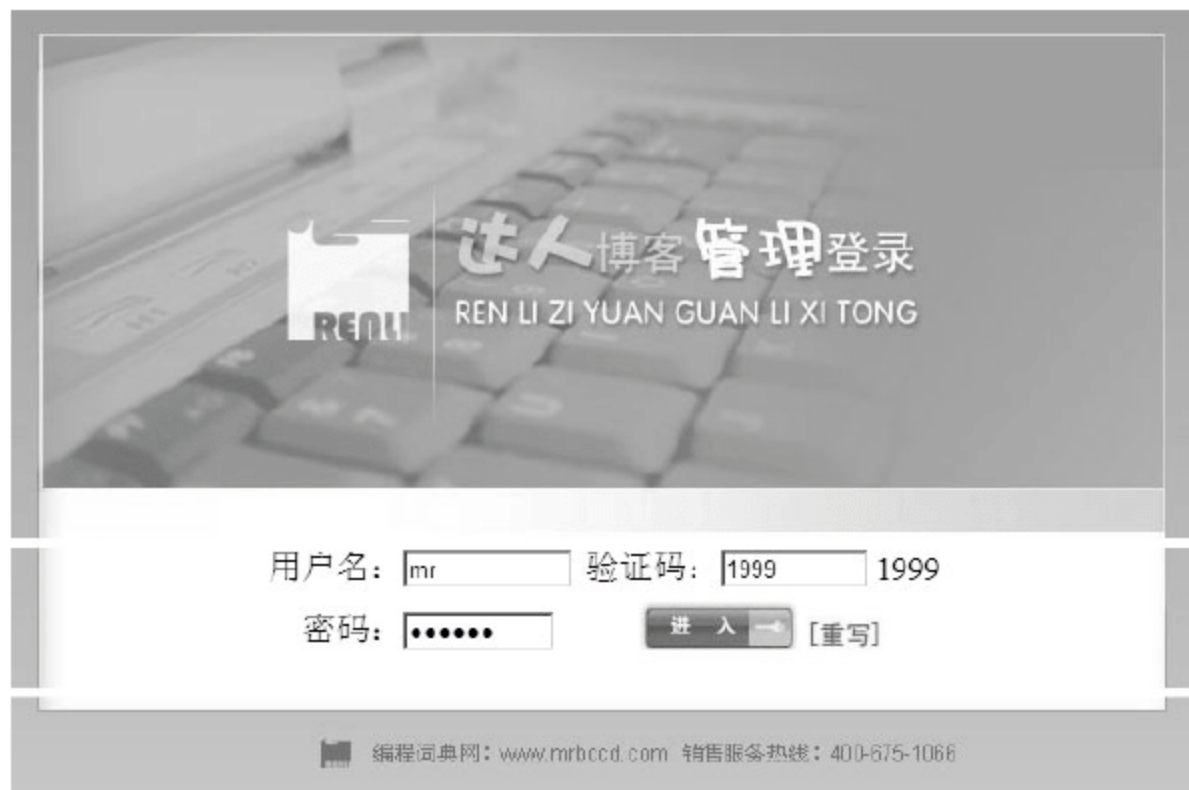 达人博客管理登录
REN LI ZI YUAN GUAN LI XI TONG
RENLI
用户名： mr 验证码： 1999 1999
密码： •••••• 进 入 [重写]
编程词典网：www.mrbccd.com 销售服务热线：400-675-1066